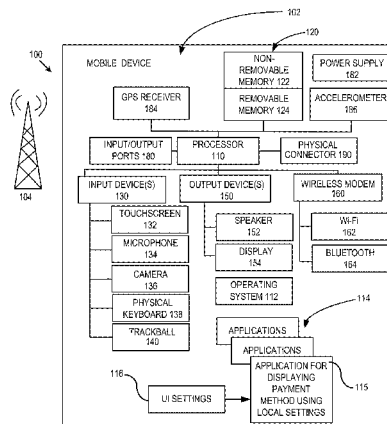 102
120
100
MOBILE DEVICE
NON-
REMOVABLE
MEMORY 122
POWER SUPPLY
182
GPS RECEIVER
184
REMOVABLE
MEMORY 124
ACCELEROMETER
186
INPUT/OUTPUT
PORTS 180
PROCESSOR
110
PHYSICAL
CONNECTOR 190
104
INPUT DEVICE(S)
130
OUTPUT DEVICE(S)
150
WIRELESS MODEM
160
TOUCHSCREEN
132
SPEAKER
152
Wi-Fi
162
MICROPHONE
134
DISPLAY
154
BLUETOOTH
164
CAMERA
136
OPERATING
SYSTEM 112
PHYSICAL
KEYBOARD 138
114
TRACKBALL
140
APPLICATIONS
APPLICATIONS
116
UI SETTINGS
APPLICATION FOR
DISPLAYING
PAYMENT
METHOD USING
LOCAL SETTINGS
115